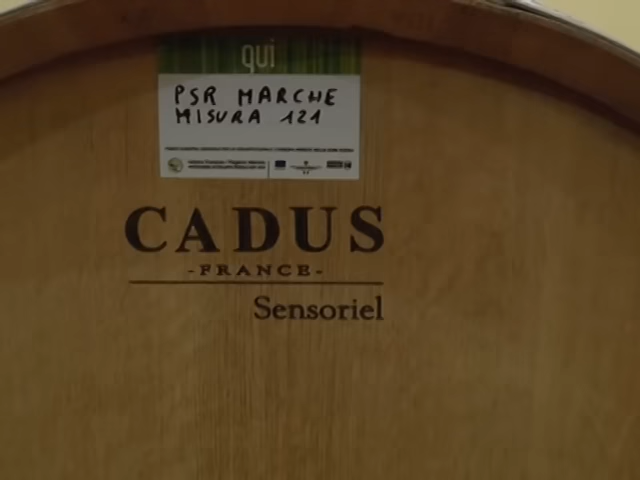 qui
PSR MARCHE
MISURA 121
CADUS
-FRANCE-
Sensoriel